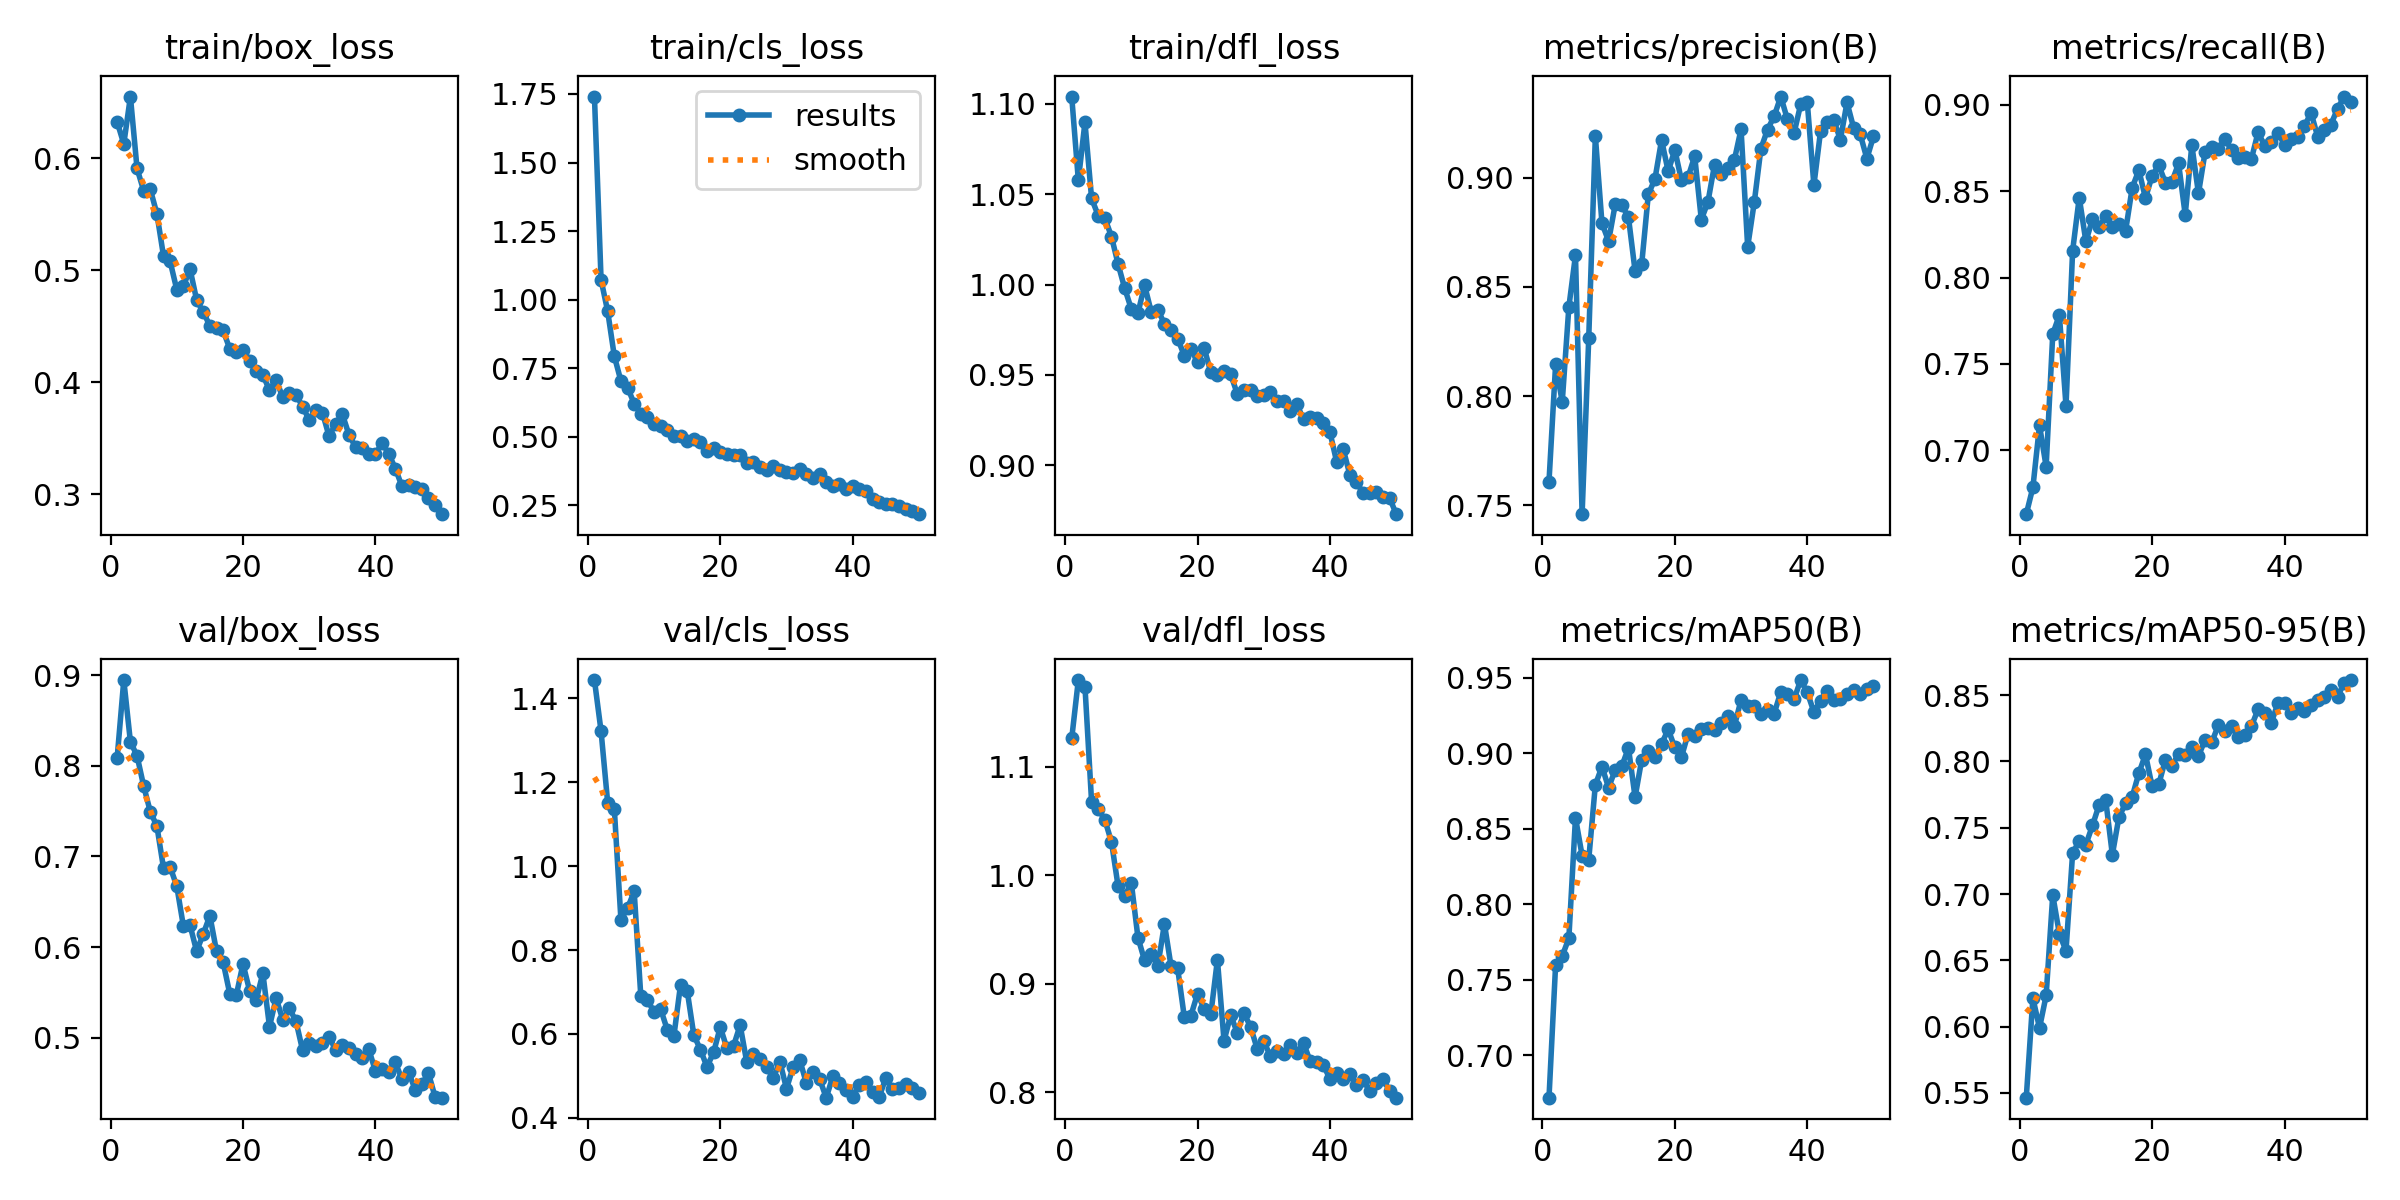 train/box_loss
0.6
0.5
0.4
0.3
0 20 40
train/cls_loss
results
smooth
1.75
1.50
1.25
1.00
0.75
0.50
0.25
0 20 40
train/dfl_loss
1.10
1.05
1.00
0.95
0.90
0 20 40
metrics/precision(B)
0.90
0.85
0.80
0.75
0 20 40
metrics/recall(B)
0.90
0.85
0.80
0.75
0.70
0 20 40
val/box_loss
0.9
0.8
0.7
0.6
0.5
0 20 40
val/cls_loss
1.4
1.2
1.0
0.8
0.6
0.4
0 20 40
val/dfl_loss
1.1
1.0
0.9
0.8
0 20 40
metrics/mAP50(B)
0.95
0.90
0.85
0.80
0.75
0.70
0 20 40
metrics/mAP50-95(B)
0.85
0.80
0.75
0.70
0.65
0.60
0.55
0 20 40